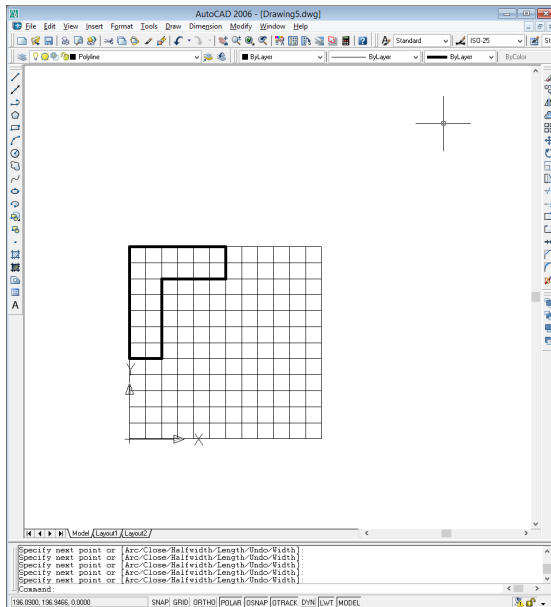 AutoCAD 2006 - [Drawing5.dwg]
File Edit View Insert Format Tools Draw Dimension Modify Window Help
Standard ISO-25 St
Polyline ByLayer ByLayer ByLayer ByColor
A
Y
X
Model Layout1 Layout2
Specify next point or [Arc/Close/Halfwidth/Length/Undo/Width]:
Specify next point or [Arc/Close/Halfwidth/Length/Undo/Width]:
Specify next point or [Arc/Close/Halfwidth/Length/Undo/Width]:
Specify next point or [Arc/Close/Halfwidth/Length/Undo/Width]:
Specify next point or [Arc/Close/Halfwidth/Length/Undo/Width]:
Command:
196.0900, 196.9466, 0.0000 SNAP GRID ORTHO POLAR OSNAP OTRACK DYN LWT MODEL